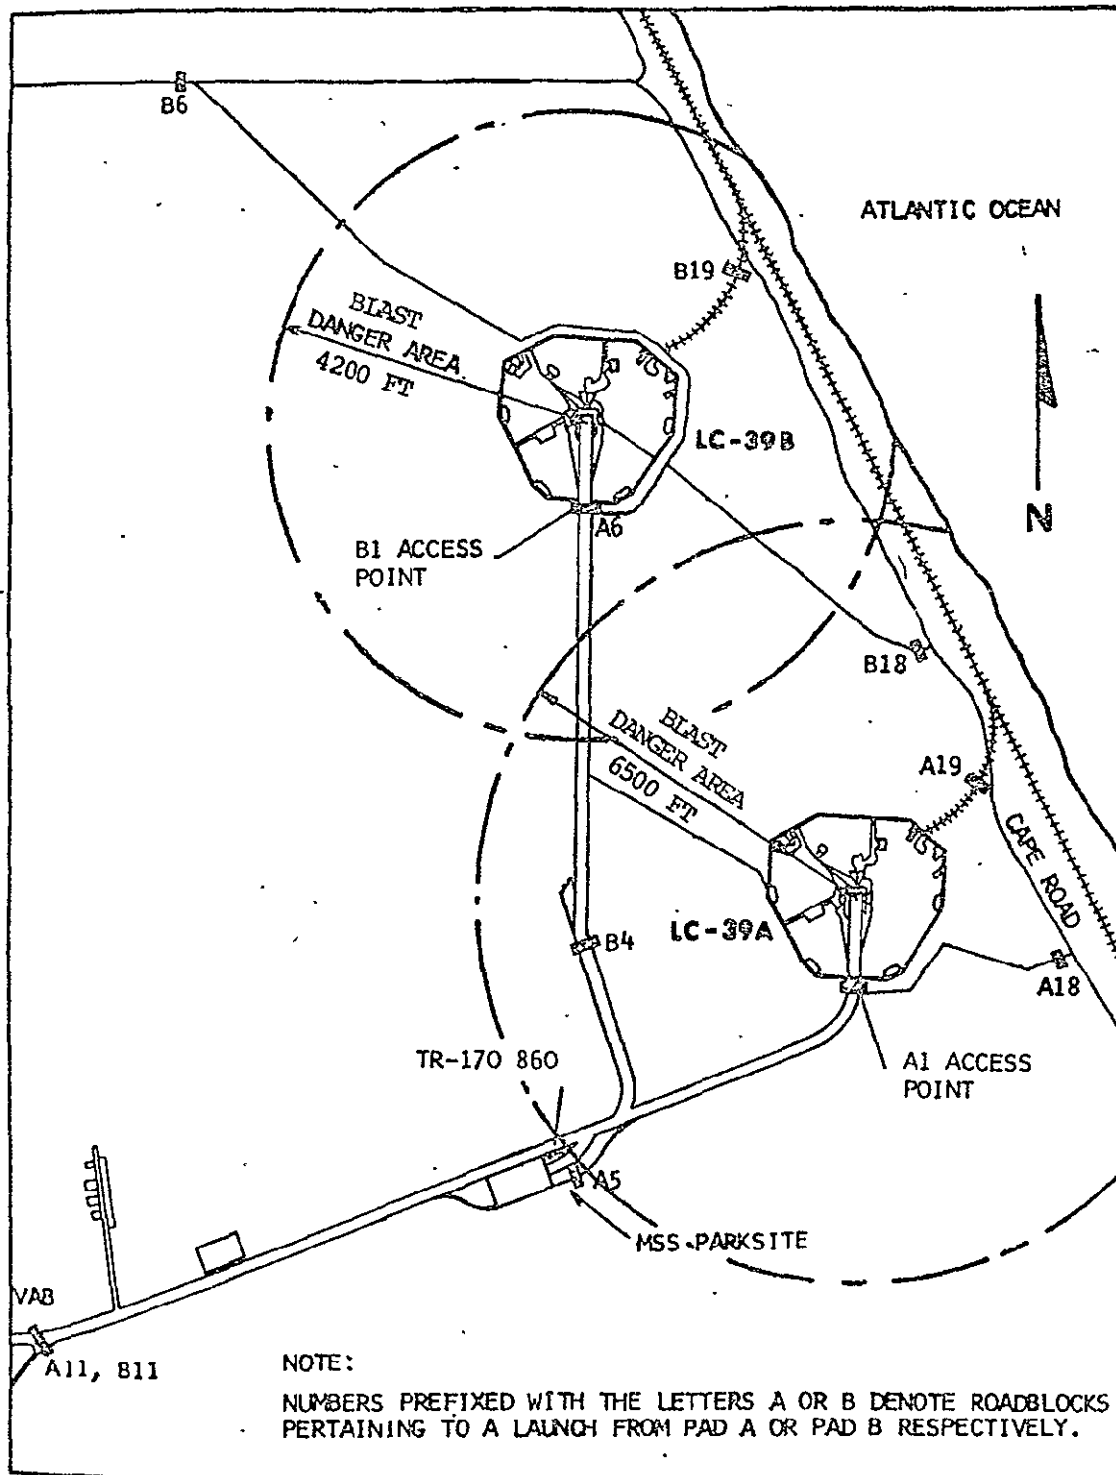 B6
ATLANTIC OCEAN
B19
BLAST
DANGER AREA
4200 FT
LC-39B
N
A6
B1 ACCESS
POINT
B18
BLAST
DANGER AREA
6500 FT
A19
CAPE ROAD
LC-39A
B4
A18
TR-170 860
A1 ACCESS
POINT
A5
MSS PARKSITE
VAB
A11, B11
NOTE:
NUMBERS PREFIXED WITH THE LETTERS A OR B DENOTE ROADBLOCKS
PERTAINING TO A LAUNCH FROM PAD A OR PAD B RESPECTIVELY.